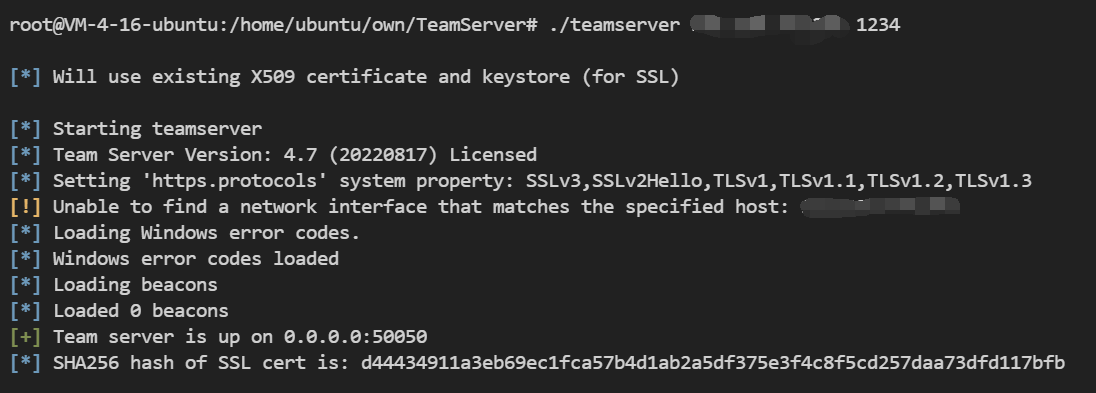 root@VM-4-16-ubuntu:/home/ubuntu/own/TeamServer# ./teamserver 1234
[*] Will use existing X509 certificate and keystore (for SSL)
[*] Starting teamserver
[*] Team Server Version: 4.7 (20220817) Licensed
[*] Setting 'https.protocols' system property: SSLv3,SSLv2Hello,TLSv1,TLSv1.1,TLSv1.2,TLSv1.3
[!] Unable to find a network interface that matches the specified host:
[*] Loading Windows error codes.
[*] Windows error codes loaded
[*] Loading beacons
[*] Loaded 0 beacons
[+] Team server is up on 0.0.0.0:50050
[*] SHA256 hash of SSL cert is: d44434911a3eb69ec1fca57b4d1ab2a5df375e3f4c8f5cd257daa73dfd117bfb